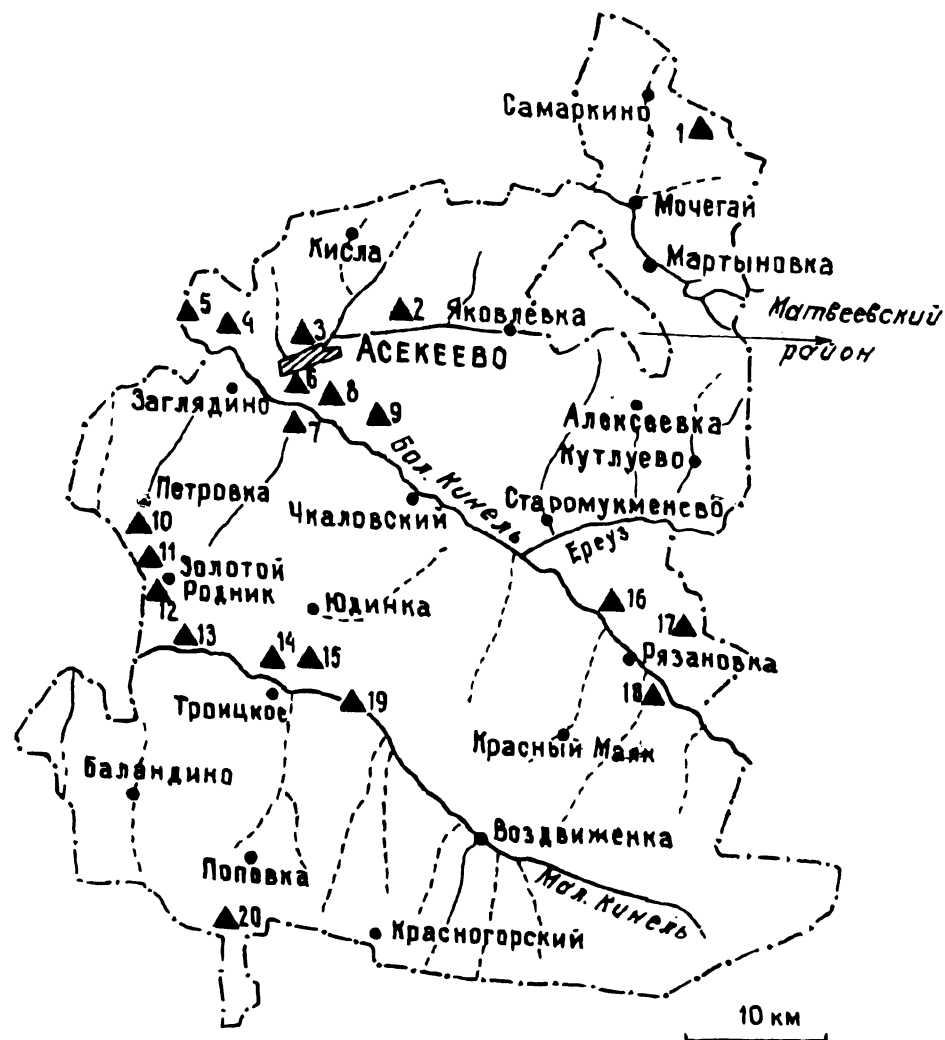 Самаркино
1
Мочегай
Кисла
Мартыновка
5
4
3
2
Яковлевка
Матвеевский
район
АСЕКЕЕВО
6
8
Заглядино
9
7
Алексеевка
Бол. Кинель
Кутлуево
Петровка
Чкаловский
Старомукменево
10
Ереуз
11
Золотой
Родник
12
Юдинка
16
17
13
14
15
Рязановка
Троицкое
19
18
Красный Маяк
Баландино
Воздвиженка
Поповка
Мал. Кинель
20
Красногорский
10 км